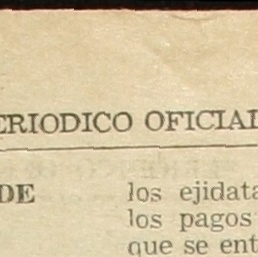 ERIODICO OFICIAL
DE
los ejidata
los pagos
que se ent